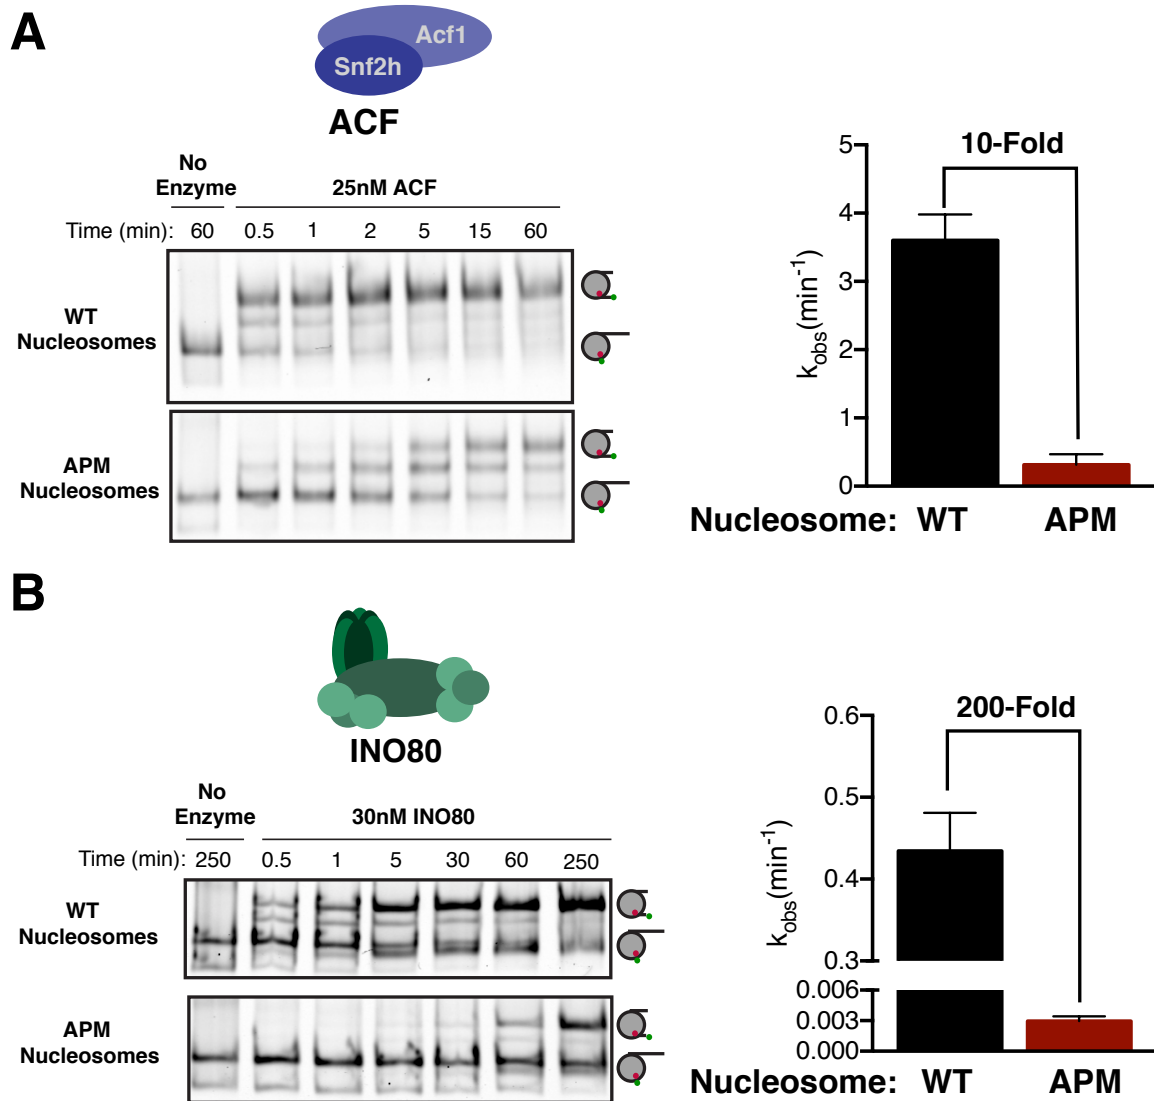 A
Acf1
Snf2h
ACF
No
Enzyme
25nM ACF
Time (min): 60 0.5 1 2 5 15 60
WT
Nucleosomes
APM
Nucleosomes
10-Fold
5
4
3
2
1
0
kobs(min-1)
Nucleosome: WT APM
B
INO80
No
Enzyme
30nM INO80
Time (min): 250 0.5 1 5 30 60 250
WT
Nucleosomes
APM
Nucleosomes
200-Fold
0.6
0.5
0.4
0.3
0.006
0.003
0.000
kobs(min-1)
Nucleosome: WT APM